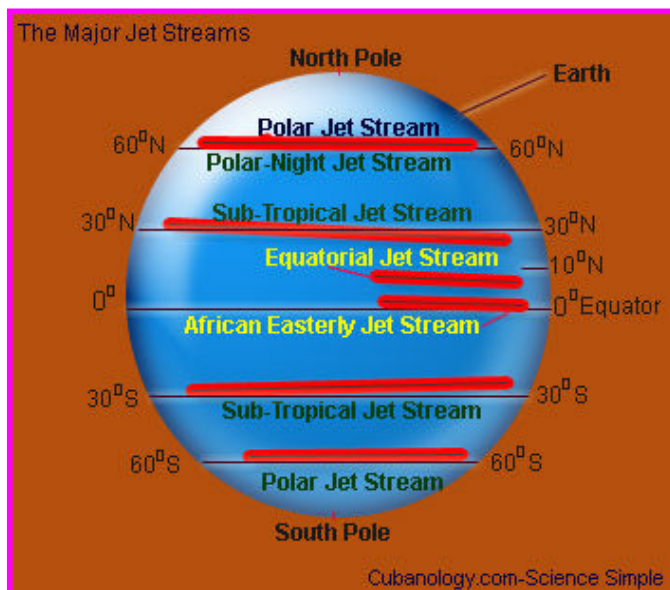 The Major Jet Streams
North Pole
Earth
Polar Jet Stream
60⁰N
60⁰N
Polar-Night Jet Stream
Sub-Tropical Jet Stream
30⁰N
30⁰N
Equatorial Jet Stream
10⁰N
0⁰
0⁰Equator
African Easterly Jet Stream
30⁰S
30⁰S
Sub-Tropical Jet Stream
60⁰S
60⁰S
Polar Jet Stream
South Pole
Cubanology.com-Science Simple